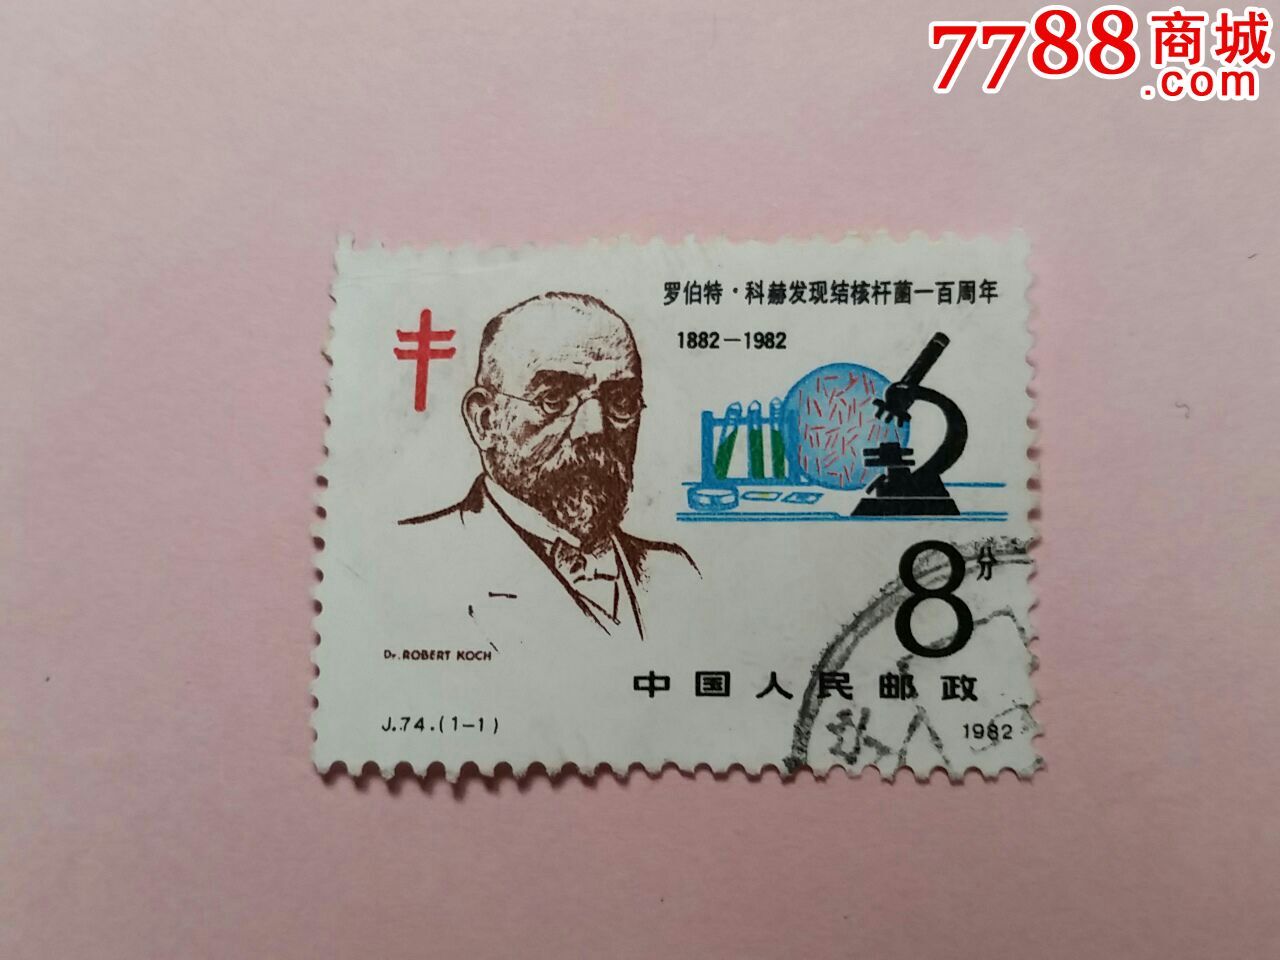 7788商城
.com
罗伯特·科赫发现结核杆菌一百周年
1882-1982
8分
Dr.ROBERT KOCH
中国人民邮政
J.74.(1-1)
1982